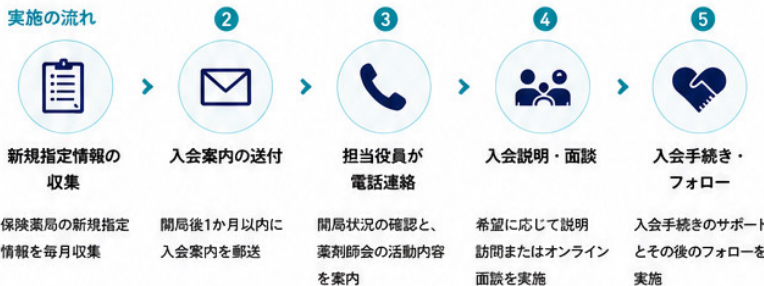 実施の流れ
2
3
4
5
新規指定情報の
収集
入会案内の送付
担当役員が
電話連絡
入会説明・面談
入会手続き・
フォロー
保険薬局の新規指定
情報を毎月収集
開局後1か月以内に
入会案内を郵送
開局状況の確認と、
薬剤師会の活動内容
を案内
希望に応じて説明
訪問またはオンライン
面談を実施
入会手続きのサポート
とその後のフォローを
実施